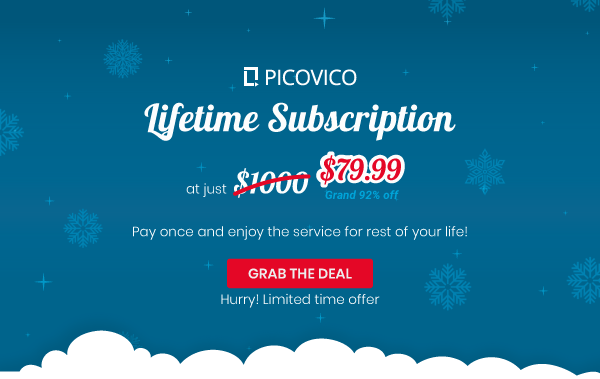 PICOVICO
Lifetime Subscription
at just $1000 $79.99
Grand 92% off
Pay once and enjoy the service for rest of your life!
GRAB THE DEAL
Hurry! Limited time offer